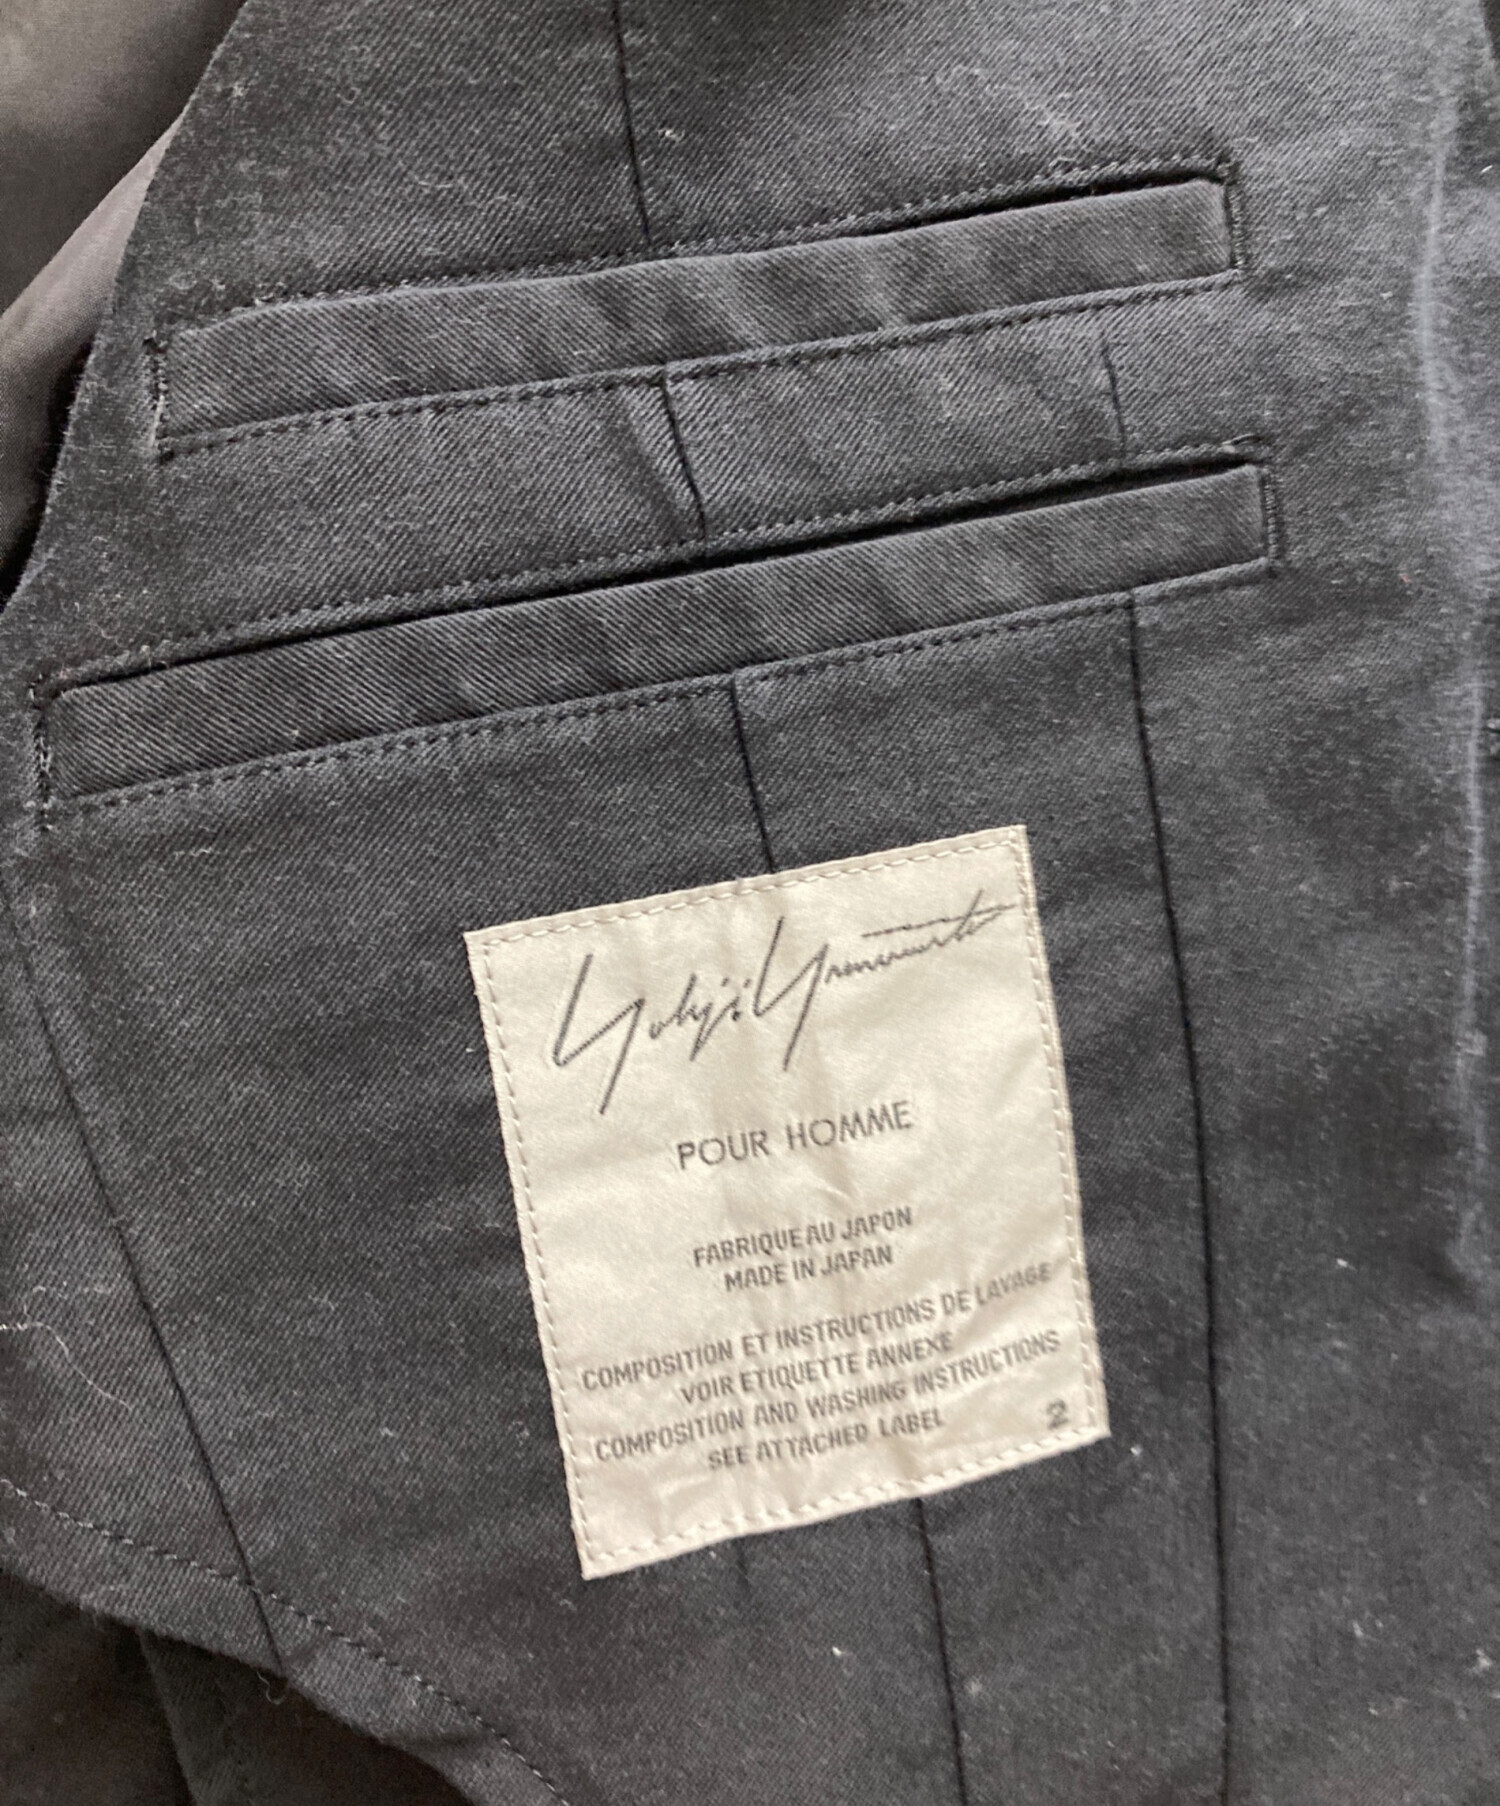 Yohji Yamamoto
POUR HOMME
FABRIQUE AU JAPON
MADE IN JAPAN
COMPOSITION ET INSTRUCTIONS DE LAVAGE
VOIR ETIQUETTE ANNEXE
COMPOSITION AND WASHING INSTRUCTIONS
SEE ATTACHED LABEL
2